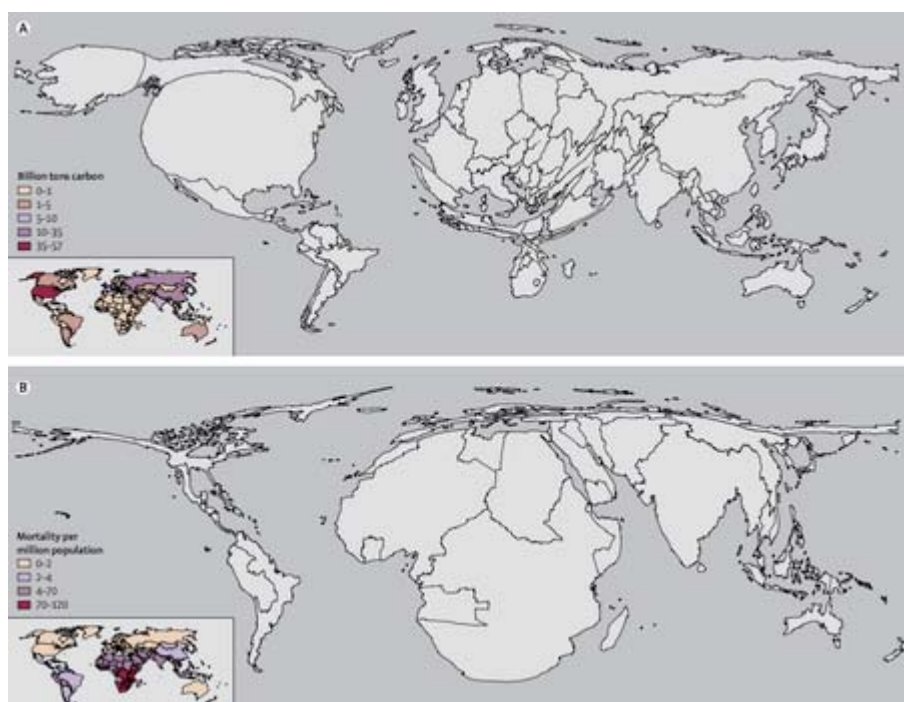 A
Billion tons carbon
0-1
1-5
5-10
10-35
35-57
B
Mortality per
million population
0-2
2-4
4-70
70-120